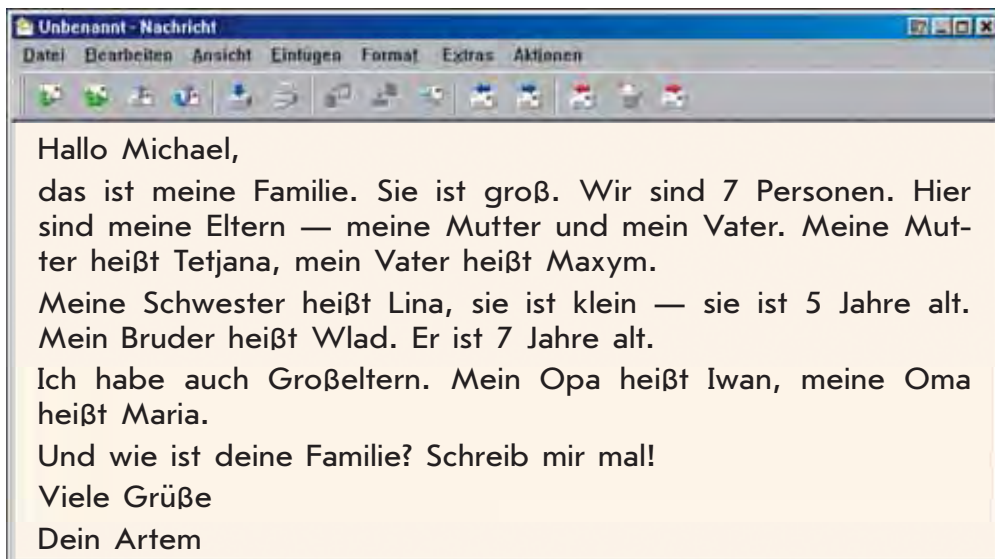 Unbenannt - Nachricht
Datei Bearbeiten Ansicht Einfügen Format Extras Aktionen
Hallo Michael,
das ist meine Familie. Sie ist groß. Wir sind 7 Personen. Hier
sind meine Eltern — meine Mutter und mein Vater. Meine Mut-
ter heißt Tetjana, mein Vater heißt Maxym.
Meine Schwester heißt Lina, sie ist klein — sie ist 5 Jahre alt.
Mein Bruder heißt Wlad. Er ist 7 Jahre alt.
Ich habe auch Großeltern. Mein Opa heißt Iwan, meine Oma
heißt Maria.
Und wie ist deine Familie? Schreib mir mal!
Viele Grüße
Dein Artem